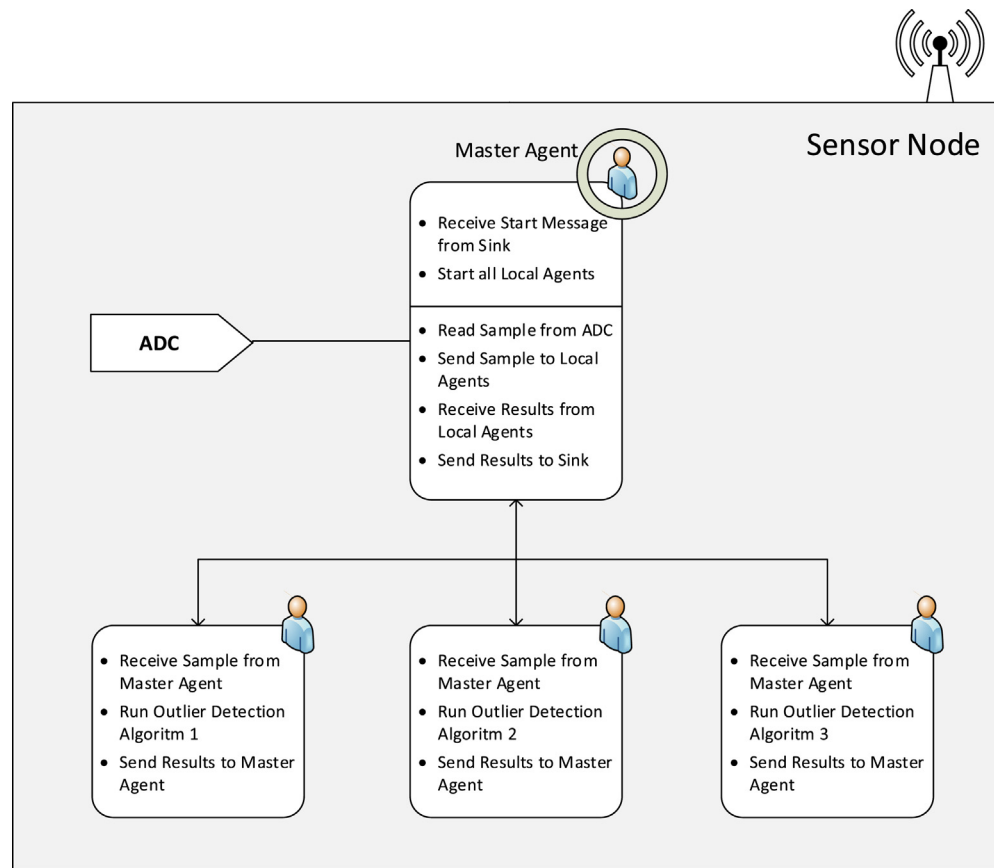 Sensor Node
Master Agent
• Receive Start Message
from Sink
• Start all Local Agents
• Read Sample from ADC
• Send Sample to Local
Agents
• Receive Results from
Local Agents
• Send Results to Sink
ADC
• Receive Sample from
Master Agent
• Run Outlier Detection
Algoritm 1
• Send Results to Master
Agent
• Receive Sample from
Master Agent
• Run Outlier Detection
Algoritm 2
• Send Results to Master
Agent
• Receive Sample from
Master Agent
• Run Outlier Detection
Algoritm 3
• Send Results to Master
Agent